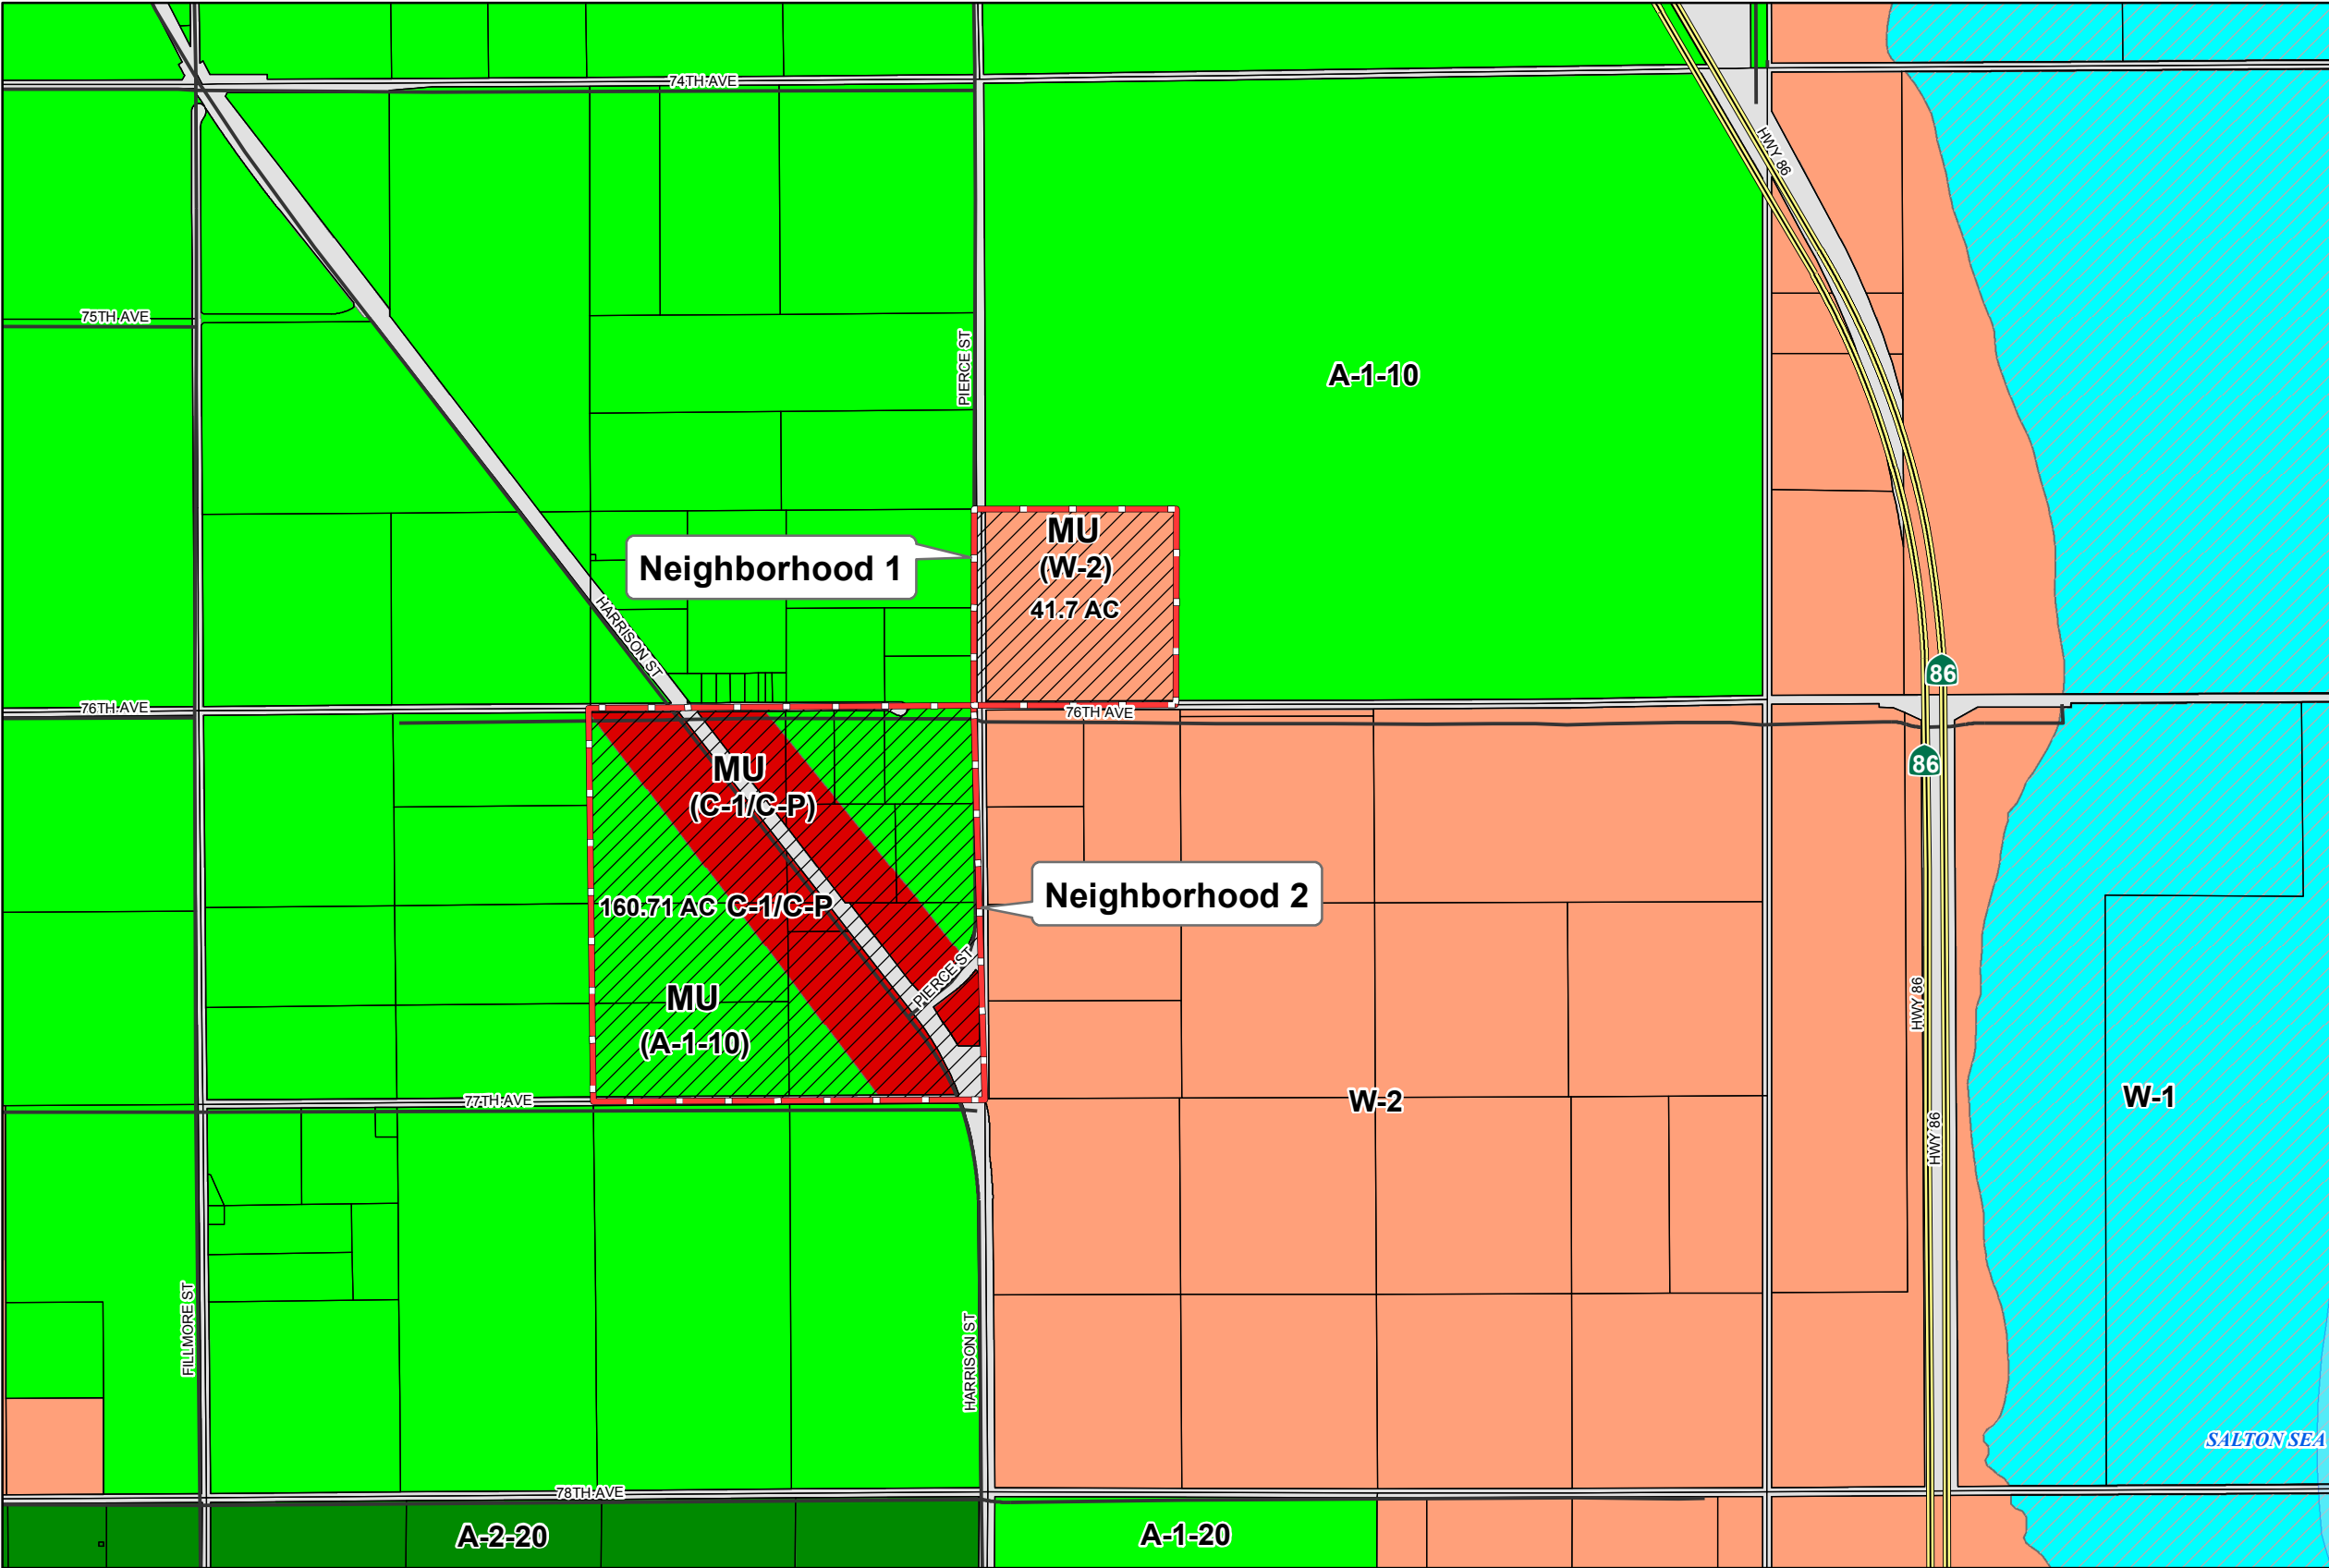 74TH AVE
HWY 86
75TH AVE
PIERCE ST
A-1-10
MU
(W-2)
41.7 AC
Neighborhood 1
HARRISON ST
86
76TH AVE
76TH AVE
86
MU
(C-1/C-P)
Neighborhood 2
160.71 AC
C-1/C-P
PIERCE ST
HWY 86
MU
(A-1-10)
77TH AVE
W-2
W-1
HWY 86
FILLMORE ST
HARRISON ST
SALTON SEA
78TH AVE
A-2-20
A-1-20